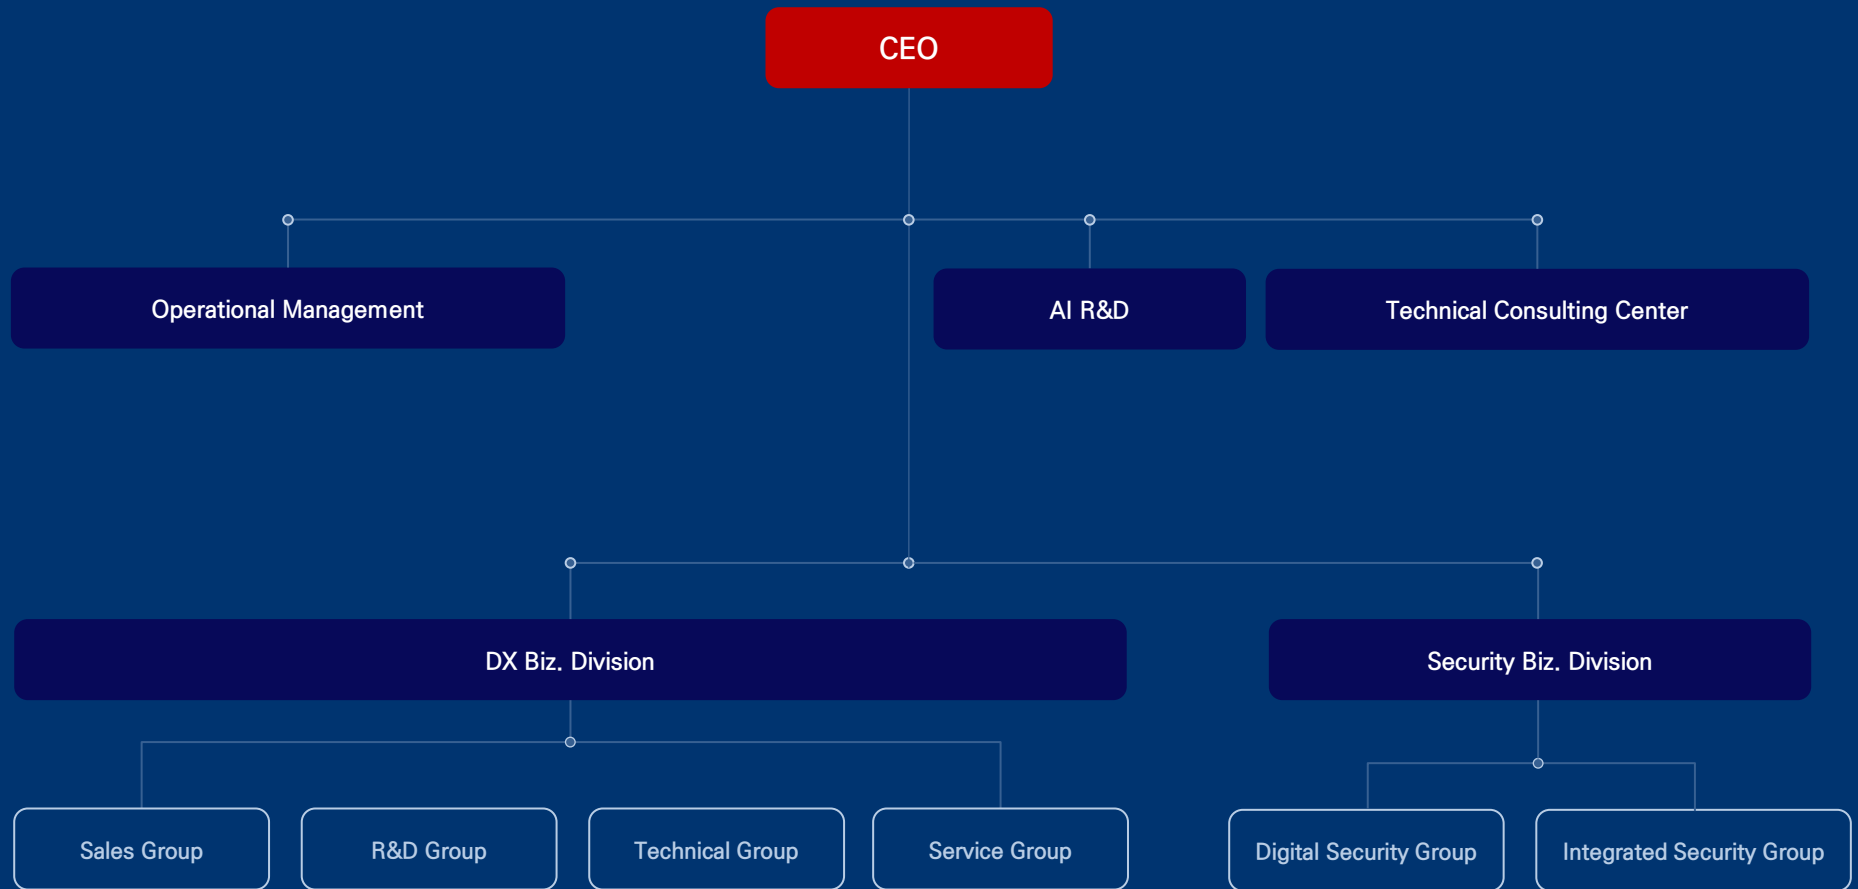 CEO
Operational Management
AI R&D
Technical Consulting Center
DX Biz. Division
Security Biz. Division
Sales Group
R&D Group
Technical Group
Service Group
Digital Security Group
Integrated Security Group